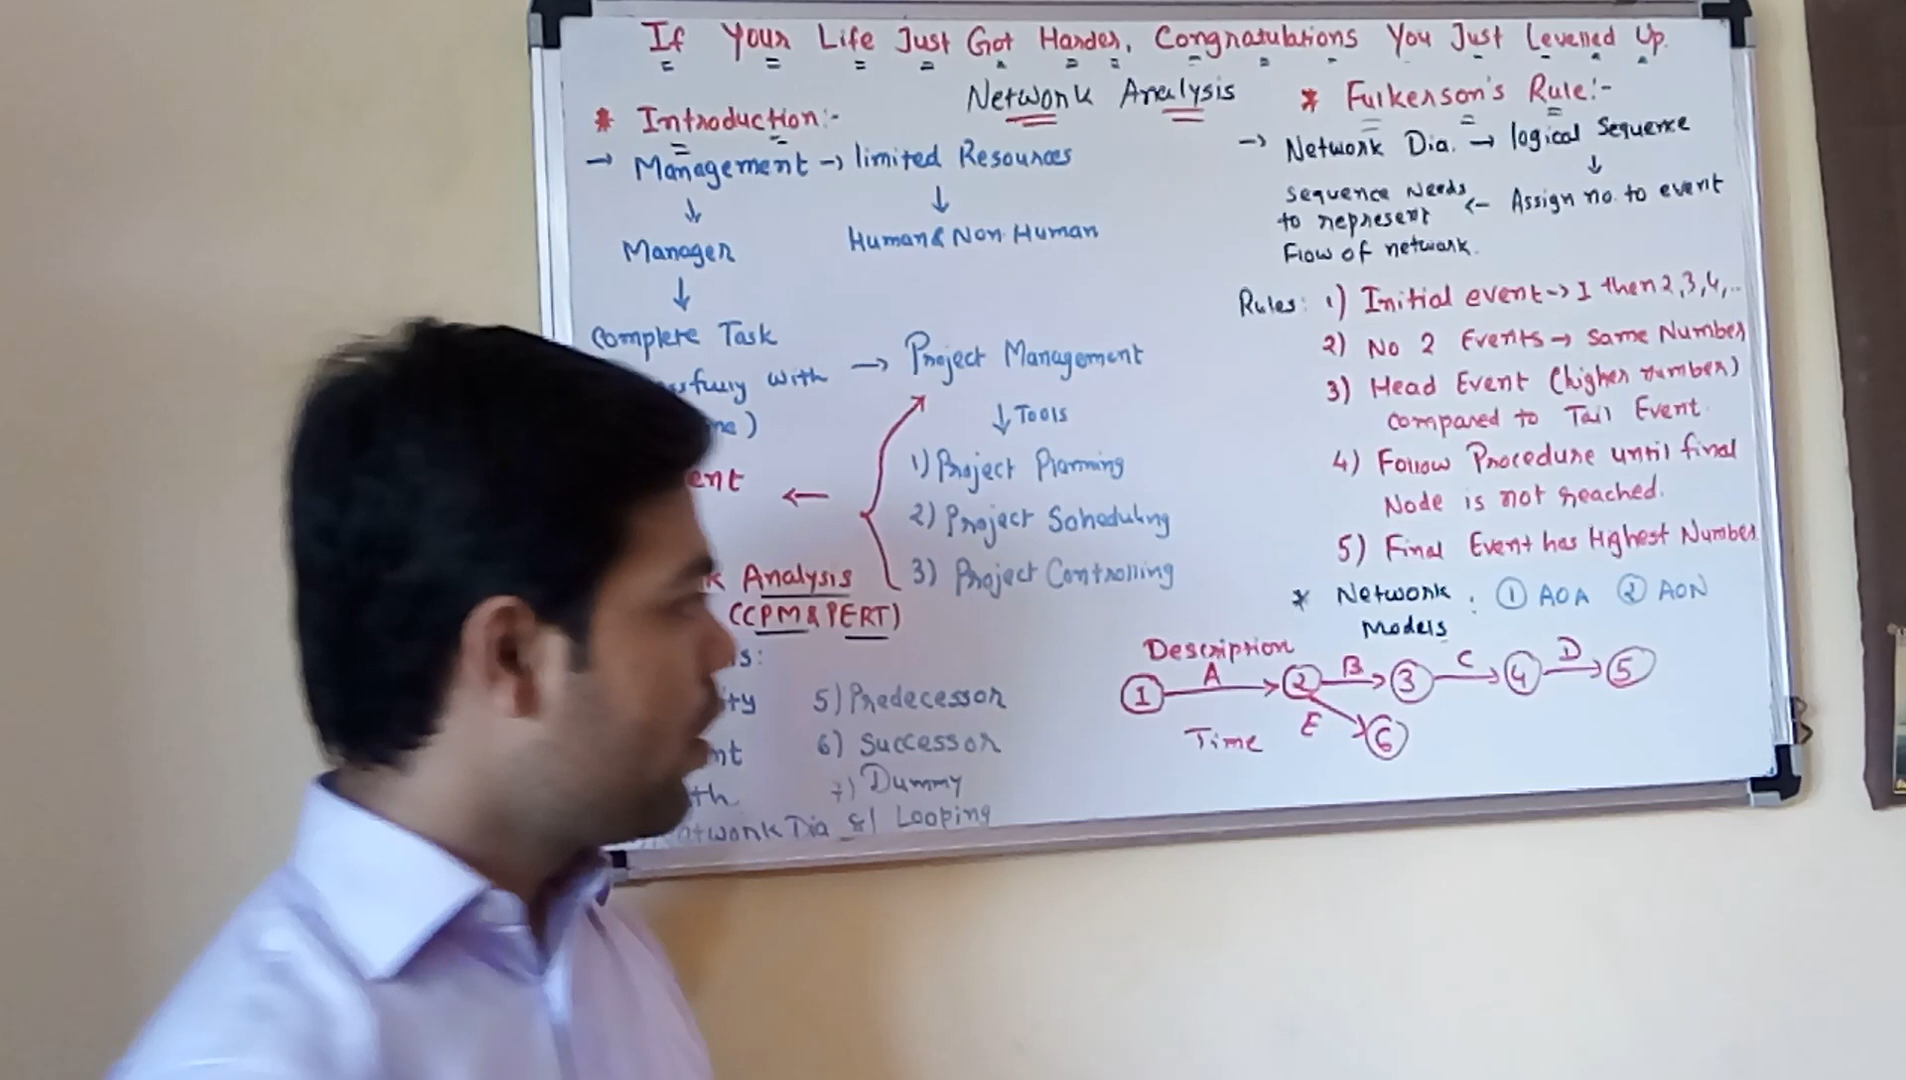 If Your Life Just Got Harder, Congratulations You Just Levelled Up.
Network Analysis
* Introduction:-
→ Management → limited Resources
↓ ↓
Manager Human & Non Human
↓
Complete Task
with → Project Management
↓ Tools
1) Project Planning
←
2) Project Scheduling
Analysis 3) Project Controlling
(CPM & PERT)
5) Predecessor
6) Successor
7) Dummy
Dia 8) Looping
* Fulkerson's Rule:-
→ Network Dia. → logical Sequence
↓
Sequence Needs ← Assign no. to event
to represent
Flow of network.
Rules: 1) Initial event → 1 then 2,3,4,..
2) No 2 Events → Same Number
3) Head Event (higher number)
compared to Tail Event.
4) Follow Procedure until final
Node is not reached.
5) Final Event has Highest Number
* Network : ① AOA ② AON
Models
Description
A B C D
1 2 3 4 5
Time E 6